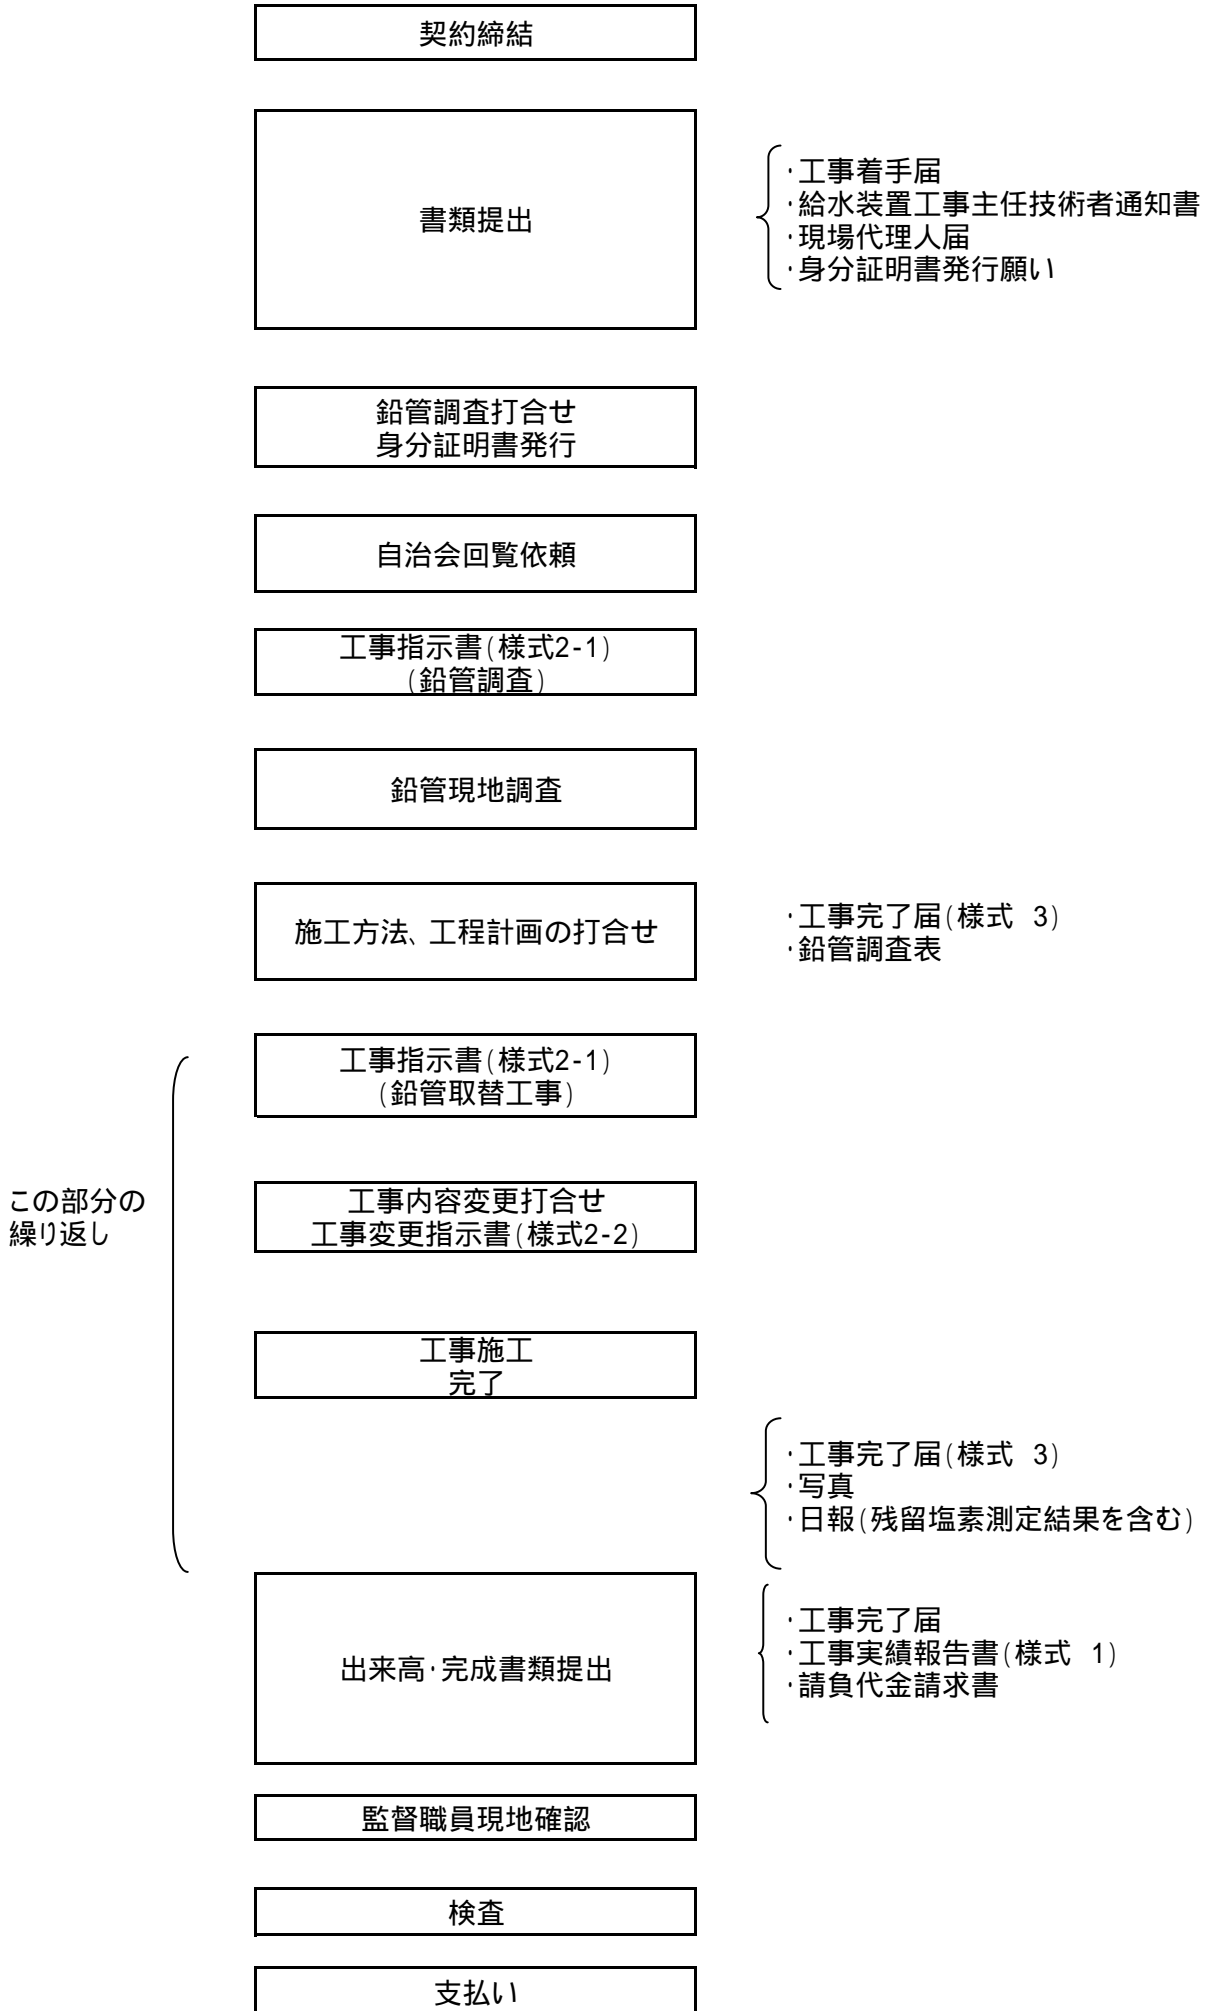 契約締結
書類提出
・工事着手届
・給水装置工事主任技術者通知書
・現場代理人届
・身分証明書発行願い
鉛管調査打合せ
身分証明書発行
自治会回覧依頼
工事指示書(様式2-1)
(鉛管調査)
鉛管現地調査
施工方法、工程計画の打合せ
・工事完了届(様式 3)
・鉛管調査表
この部分の
繰り返し
工事指示書(様式2-1)
(鉛管取替工事)
工事内容変更打合せ
工事変更指示書(様式2-2)
工事施工
完了
・工事完了届(様式 3)
・写真
・日報(残留塩素測定結果を含む)
出来高・完成書類提出
・工事完了届
・工事実績報告書(様式 1)
・請負代金請求書
監督職員現地確認
検査
支払い